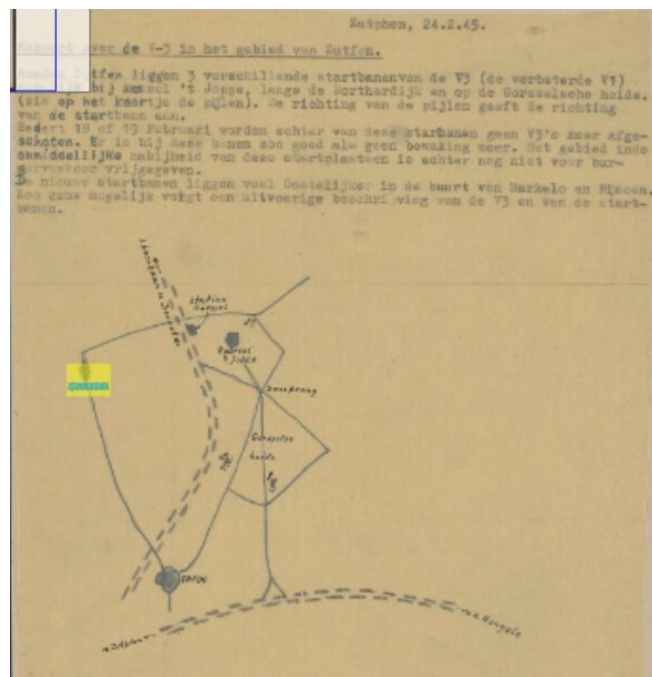 Zutphen, 24.2.45.
Rapport over de V-3 in het gebied van Zutfen.
Rondom Zutfen liggen 3 verschillende startbanen van de V3 (de verbeterde V1)
bij kasteel 't Joppe, langs de Dortherdijk en op de Gorsselsche heide.
(zie op het kaartje de pijlen). De richting van de pijlen geeft de richting
van de startbaan aan.
Sedert 18 of 19 Februari worden echter van deze startbanen geen V3's meer afge-
schoten. Er is bij deze banen zoo goed als geen bewaking meer. Het gebied inde
onmiddellijke nabijheid van deze startplaatsen is echter nog niet voor bur-
gerverkeer vrijgegeven.
De nieuwe startbanen liggen veel Oostelijker in de buurt van Markelo en Rijssen.
Zoo gauw mogelijk volgt een uitvoerige beschrijving van de V3 en van de start-
banen.
Station
Gorssel
Kasteel
't Joppe
Gorsselse
heide
Zutphen
n. Hengelo